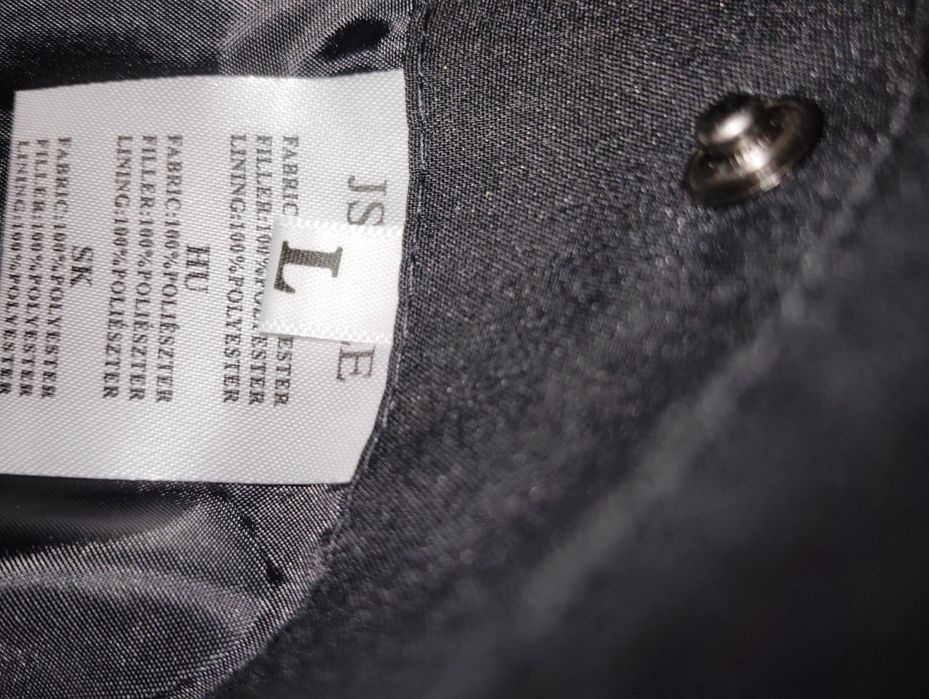 JS
E
L
FABRIC
ESTER
FILLER:100%
ESTER
LINING:100%POLYESTER
HU
FABRIC:100%POLIÉSZTER
FILLER:100%POLIÉSZTER
LINING:100%POLIÉSZTER
SK
FABRIC:100%POLYESTER
FILLER:100%POLYESTER
LINING:100%POLYESTER